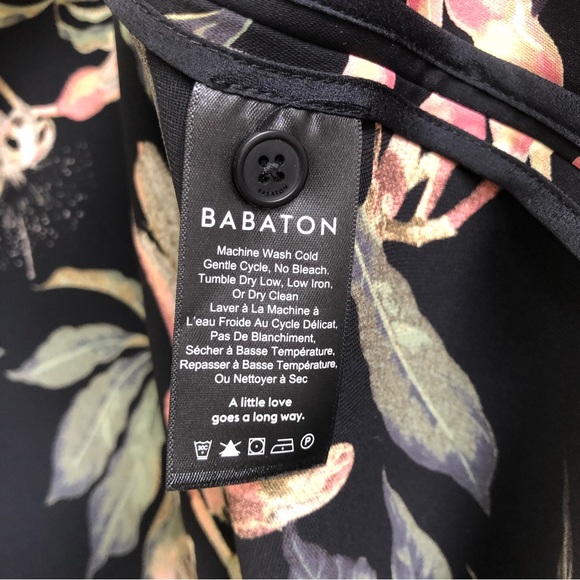 BABATON
BABATON
Machine Wash Cold
Gentle Cycle, No Bleach.
Tumble Dry Low, Low Iron,
Or Dry Clean
Laver à La Machine à
L'eau Froide Au Cycle Délicat,
Pas De Blanchiment,
Sécher à Basse Température,
Repasser à Basse Température,
Ou Nettoyer à Sec
A little love
goes a long way.
30C
P